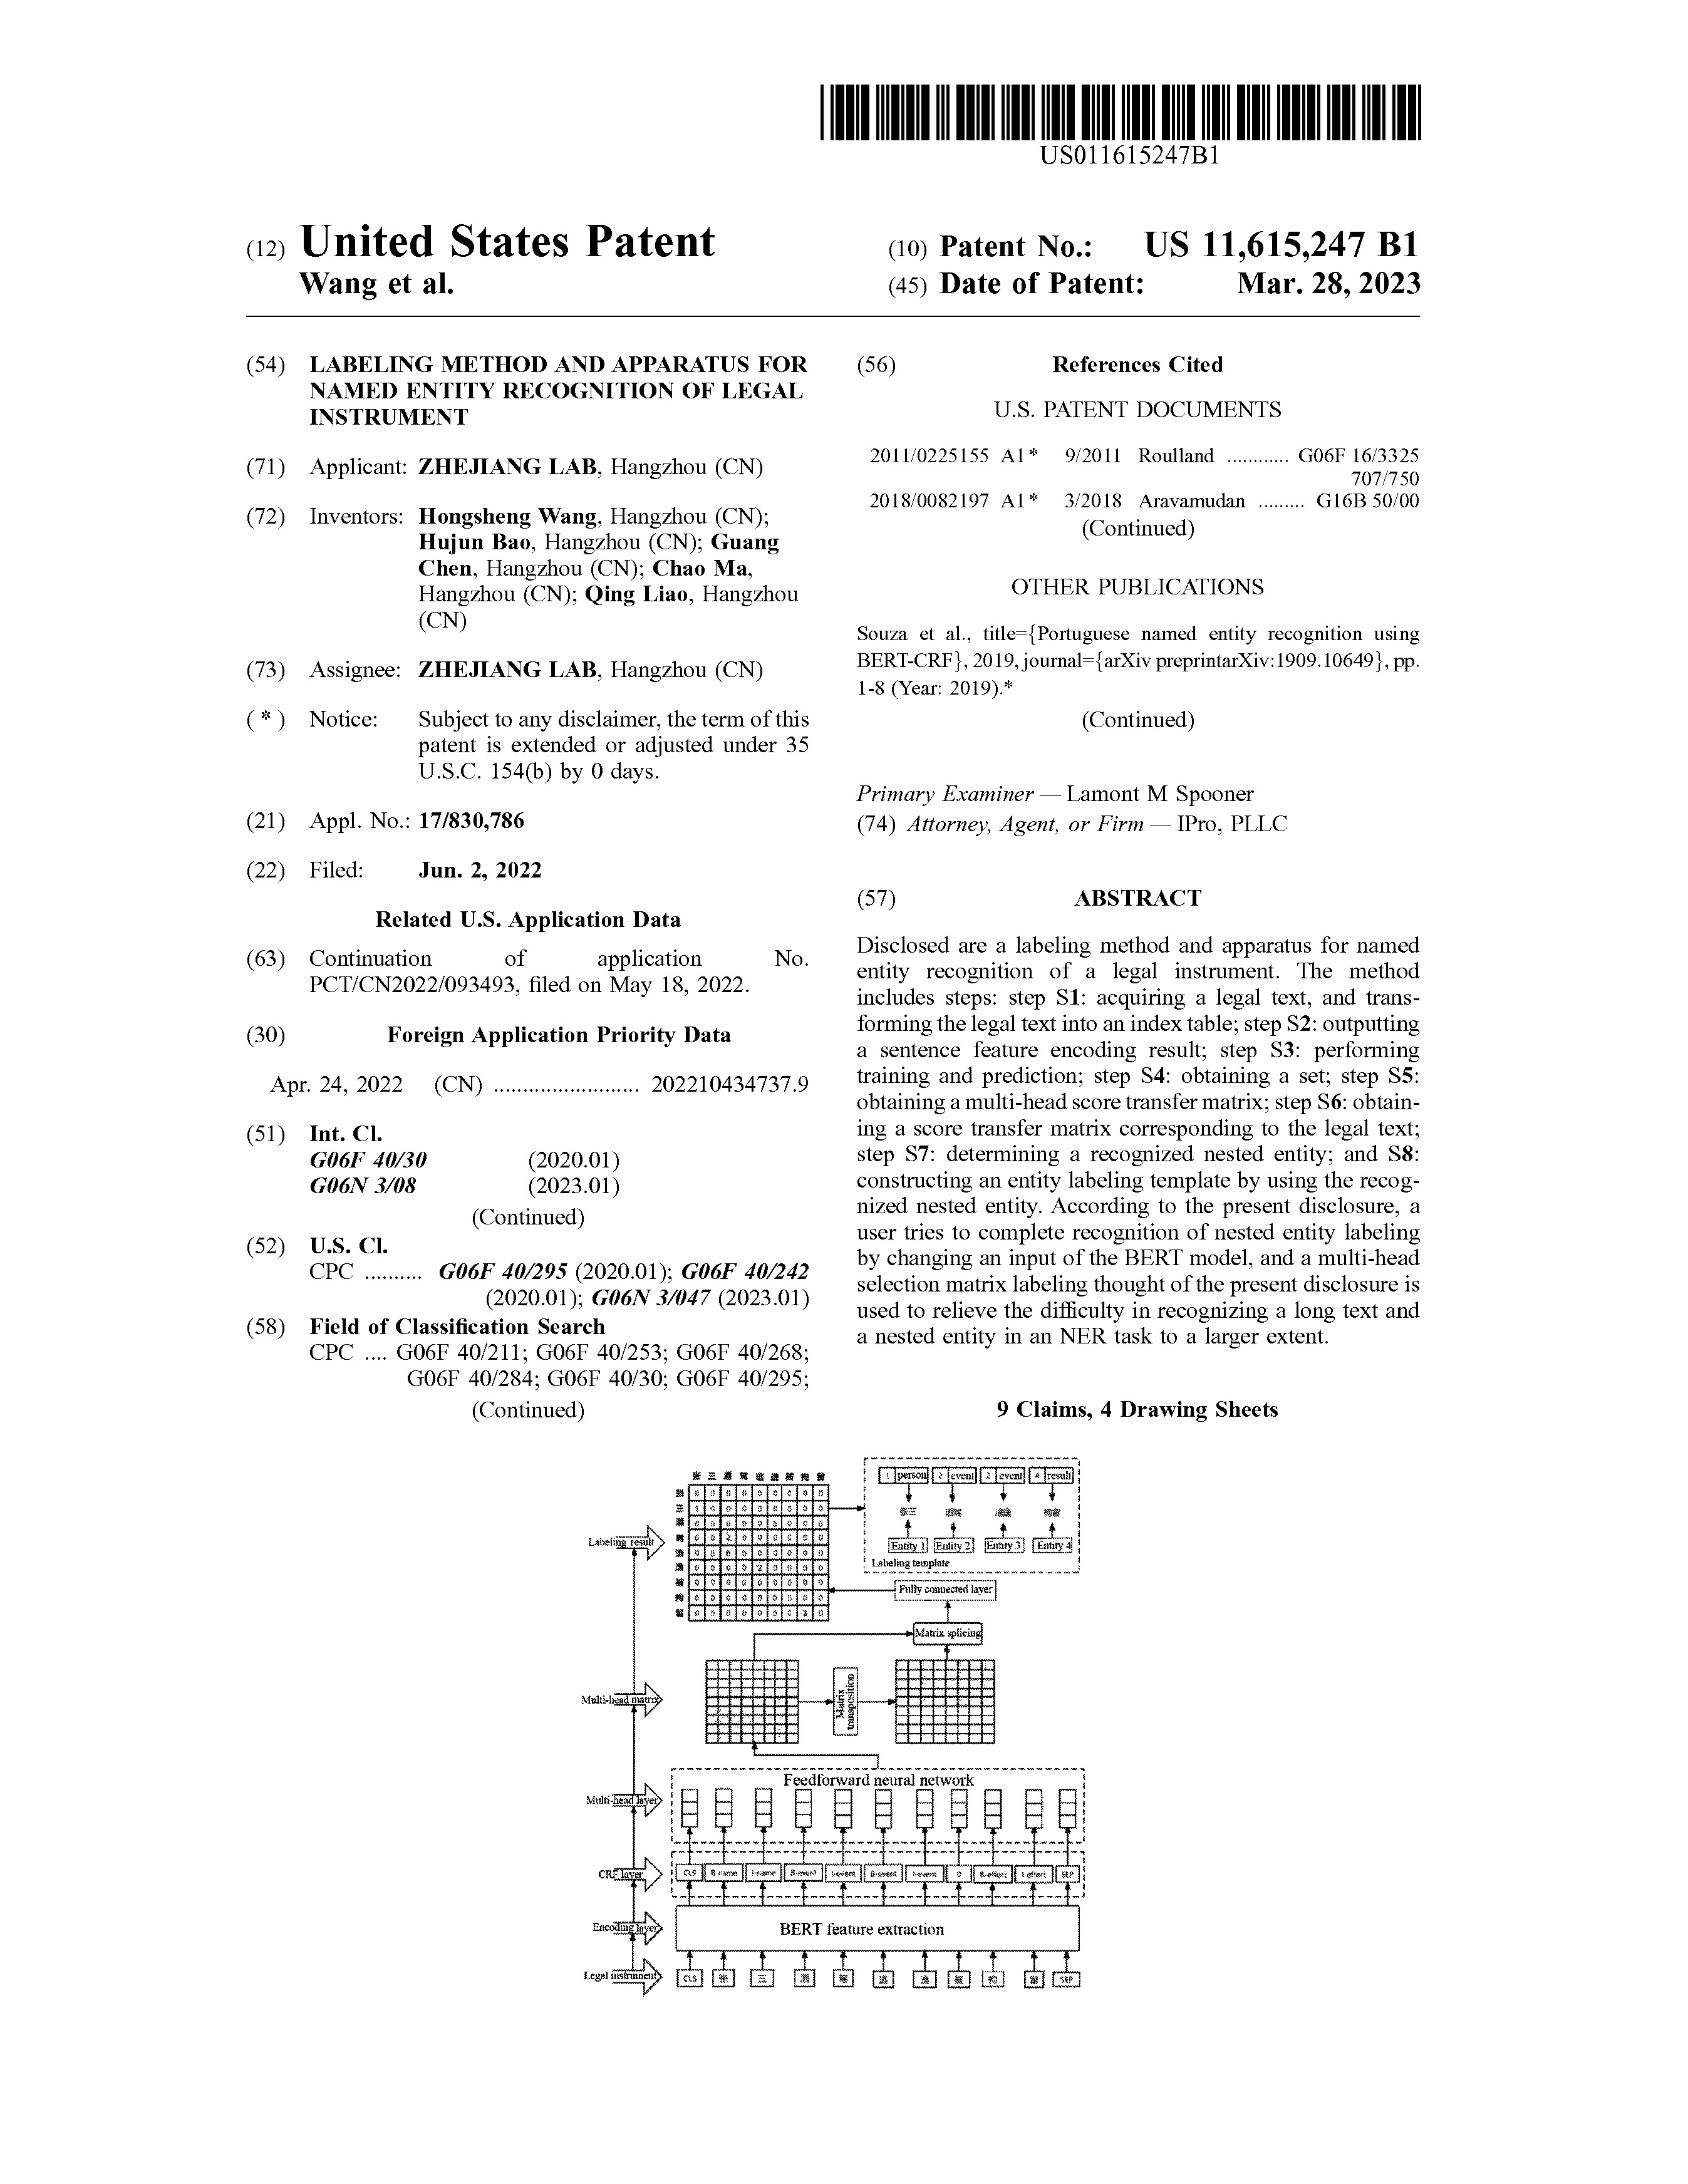 US011615247B1
(12) United States Patent
Wang et al.
(10) Patent No.: US 11,615,247 B1
(45) Date of Patent: Mar. 28, 2023
(54) LABELING METHOD AND APPARATUS FOR
NAMED ENTITY RECOGNITION OF LEGAL
INSTRUMENT
(71) Applicant: ZHEJIANG LAB, Hangzhou (CN)
(72) Inventors: Hongsheng Wang, Hangzhou (CN);
Hujun Bao, Hangzhou (CN); Guang
Chen, Hangzhou (CN); Chao Ma,
Hangzhou (CN); Qing Liao, Hangzhou
(CN)
(73) Assignee: ZHEJIANG LAB, Hangzhou (CN)
( * ) Notice: Subject to any disclaimer, the term of this
patent is extended or adjusted under 35
U.S.C. 154(b) by 0 days.
(21) Appl. No.: 17/830,786
(22) Filed: Jun. 2, 2022
Related U.S. Application Data
(63) Continuation of application No.
PCT/CN2022/093493, filed on May 18, 2022.
(30) Foreign Application Priority Data
Apr. 24, 2022 (CN) ......................... 202210434737.9
(51) Int. Cl.
G06F 40/30 (2020.01)
G06N 3/08 (2023.01)
(Continued)
(52) U.S. Cl.
CPC .......... G06F 40/295 (2020.01); G06F 40/242
(2020.01); G06N 3/047 (2023.01)
(58) Field of Classification Search
CPC .... G06F 40/211; G06F 40/253; G06F 40/268;
G06F 40/284; G06F 40/30; G06F 40/295;
(Continued)
(56) References Cited
U.S. PATENT DOCUMENTS
2011/0225155 A1* 9/2011 Roulland ............ G06F 16/3325
707/750
2018/0082197 A1* 3/2018 Aravamudan ......... G16B 50/00
(Continued)
OTHER PUBLICATIONS
Souza et al., title={Portuguese named entity recognition using
BERT-CRF}, 2019, journal={arXiv preprintarXiv:1909.10649}, pp.
1-8 (Year: 2019).*
(Continued)
Primary Examiner — Lamont M Spooner
(74) Attorney, Agent, or Firm — IPro, PLLC
(57) ABSTRACT
Disclosed are a labeling method and apparatus for named
entity recognition of a legal instrument. The method
includes steps: step S1: acquiring a legal text, and trans-
forming the legal text into an index table; step S2: outputting
a sentence feature encoding result; step S3: performing
training and prediction; step S4: obtaining a set; step S5:
obtaining a multi-head score transfer matrix; step S6: obtain-
ing a score transfer matrix corresponding to the legal text;
step S7: determining a recognized nested entity; and S8:
constructing an entity labeling template by using the recog-
nized nested entity. According to the present disclosure, a
user tries to complete recognition of nested entity labeling
by changing an input of the BERT model, and a multi-head
selection matrix labeling thought of the present disclosure is
used to relieve the difficulty in recognizing a long text and
a nested entity in an NER task to a larger extent.
9 Claims, 4 Drawing Sheets
1 person 2 event 2 event result
张三
Entity 1 Entity 2 Entity 3 Entity 4
Labeling template
Labeling result
Fully connected layer
Matrix splicing
Multi-head matrix
Matrix transposition
Feedforward neural network
Multi-head layer
CRF layer
CLS B-name I-name B-event I-event B-event I-event O B-effect I-effect SEP
Encoding layer
BERT feature extraction
Legal instrument
CLS 三 SEP